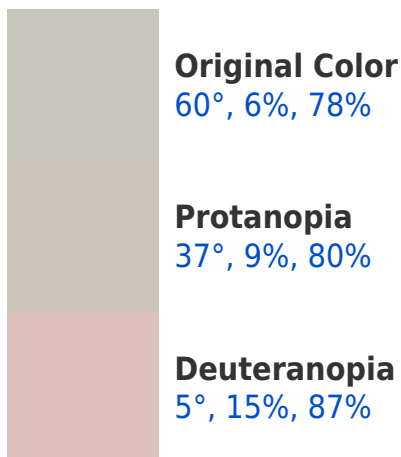 Original Color
60°, 6%, 78%
Protanopia
37°, 9%, 80%
Deuteranopia
5°, 15%, 87%